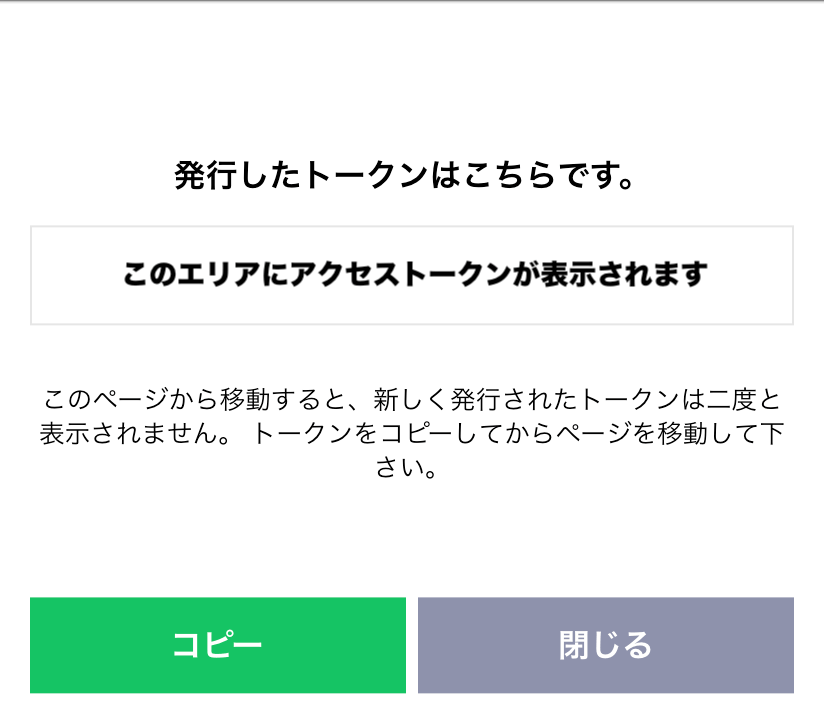 発行したトークンはこちらです。
このエリアにアクセストークンが表示されます
このページから移動すると、新しく発行されたトークンは二度と
表示されません。 トークンをコピーしてからページを移動して下
さい。
コピー
閉じる